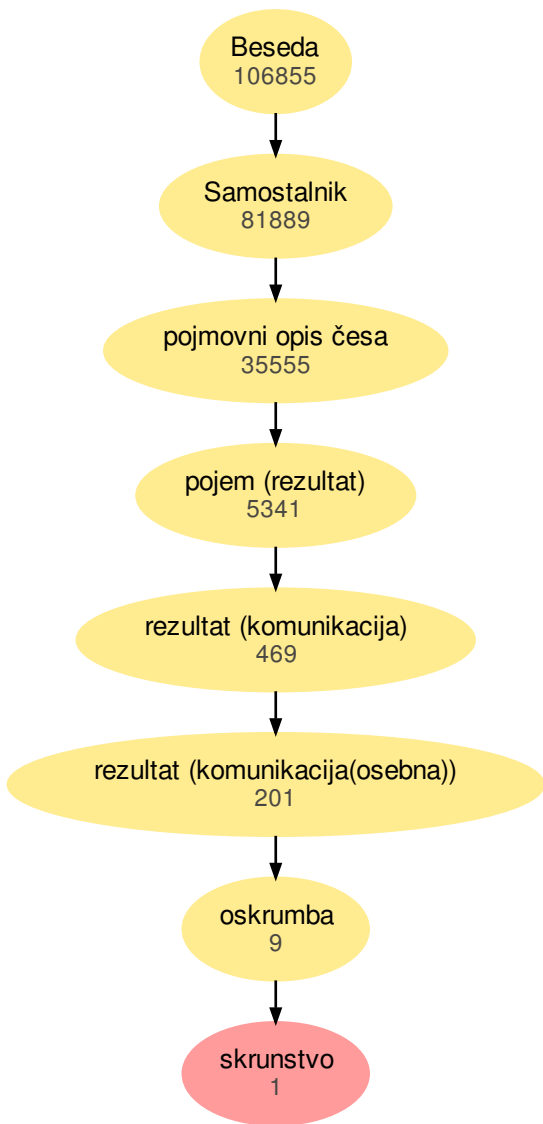 Beseda
106855
Samostalnik
81889
pojmovni opis česa
35555
pojem (rezultat)
5341
rezultat (komunikacija)
469
rezultat (komunikacija(osebna))
201
oskrumba
9
skrunstvo
1